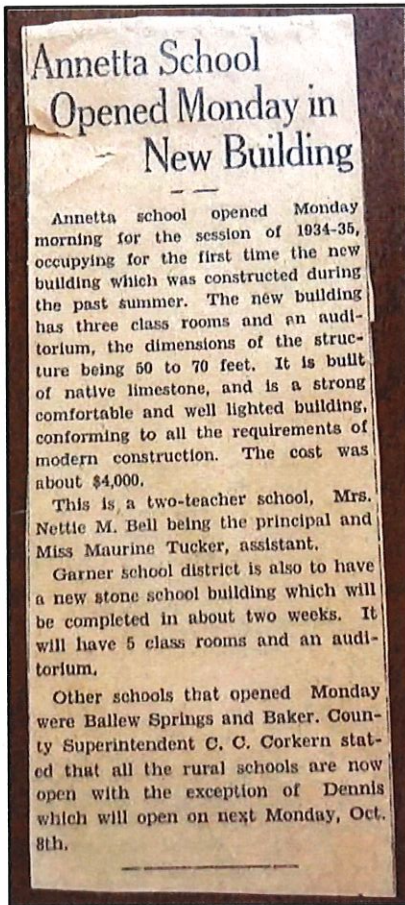 Annetta School
Opened Monday in
New Building
Annetta school opened Monday
morning for the session of 1934-35,
occupying for the first time the new
building which was constructed during
the past summer. The new building
has three class rooms and an audi-
torium, the dimensions of the struc-
ture being 50 to 70 feet. It is built
of native limestone, and is a strong
comfortable and well lighted building,
conforming to all the requirements of
modern construction. The cost was
about $4,000.
This is a two-teacher school, Mrs.
Nettie M. Bell being the principal and
Miss Maurine Tucker, assistant.
Garner school district is also to have
a new stone school building which will
be completed in about two weeks. It
will have 5 class rooms and an audi-
torium.
Other schools that opened Monday
were Ballew Springs and Baker. Coun-
ty Superintendent C. C. Corkern stat-
ed that all the rural schools are now
open with the exception of Dennis
which will open on next Monday, Oct.
8th.